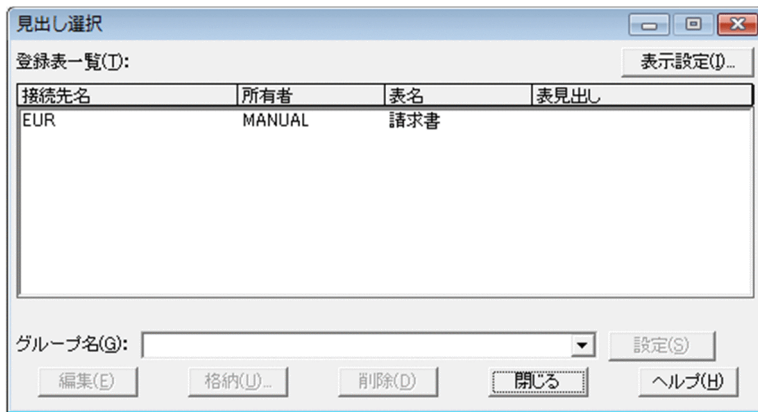 見出し選択
登録表一覧(T):
表示設定(I)...
接続先名 所有者 表名 表見出し
EUR MANUAL 請求書
グループ名(G): 設定(S)
編集(E) 格納(U)... 削除(D) 閉じる ヘルプ(H)